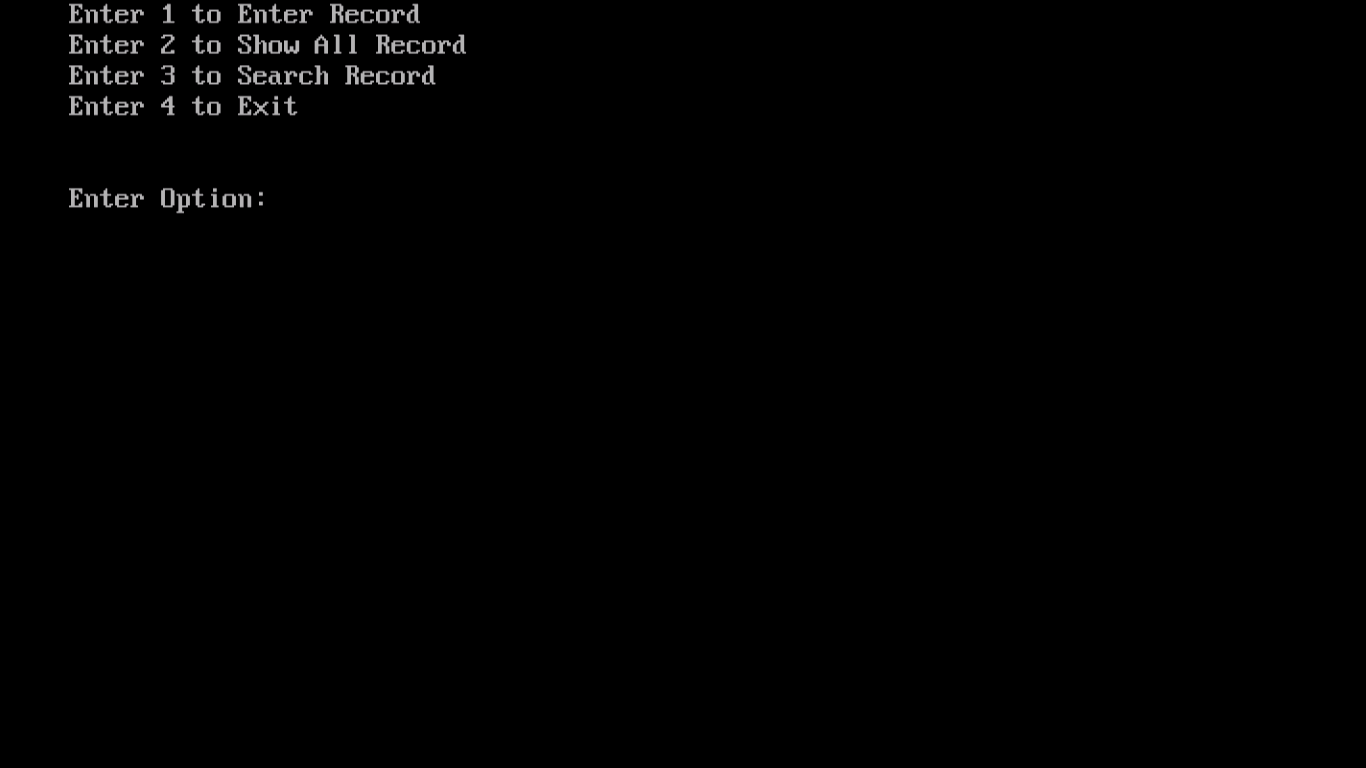 Enter 1 to Enter Record
Enter 2 to Show All Record
Enter 3 to Search Record
Enter 4 to Exit
Enter Option: